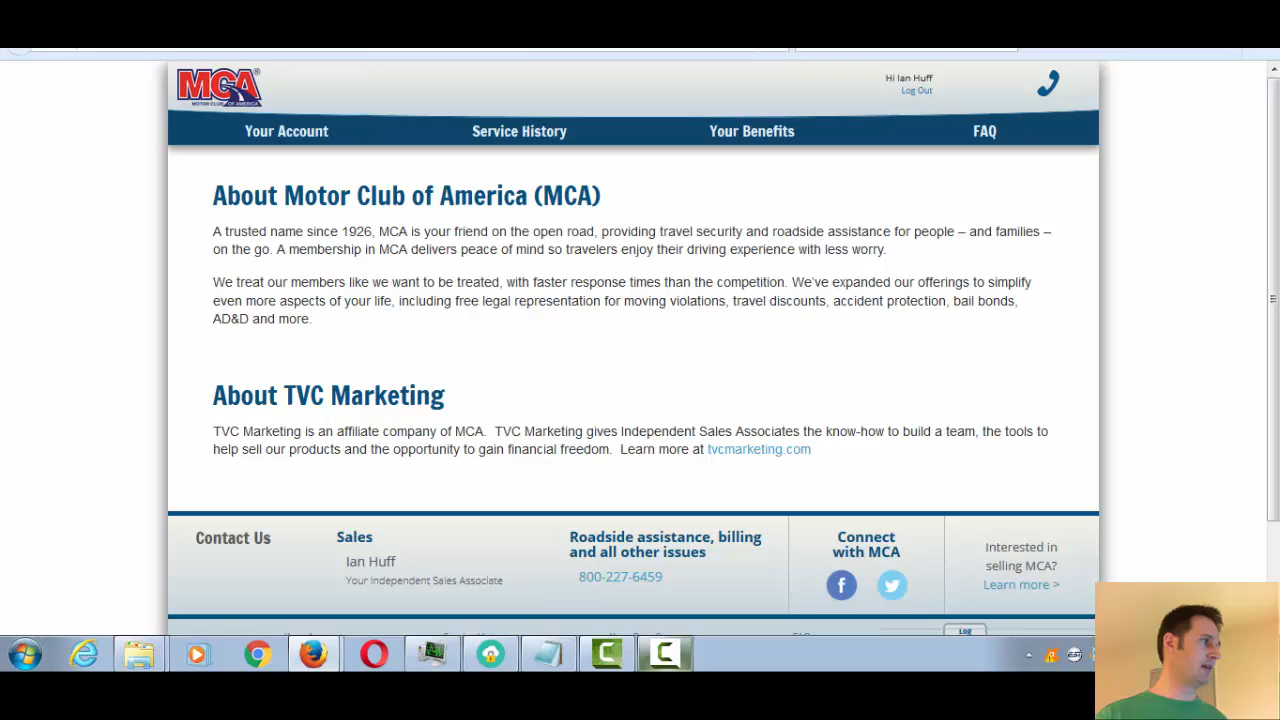 MCA®
MOTOR CLUB OF AMERICA
Hi Ian Huff
Log Out
Your Account
Service History
Your Benefits
FAQ
About Motor Club of America (MCA)
A trusted name since 1926, MCA is your friend on the open road, providing travel security and roadside assistance for people – and families –
on the go. A membership in MCA delivers peace of mind so travelers enjoy their driving experience with less worry.
We treat our members like we want to be treated, with faster response times than the competition. We've expanded our offerings to simplify
even more aspects of your life, including free legal representation for moving violations, travel discounts, accident protection, bail bonds,
AD&D and more.
About TVC Marketing
TVC Marketing is an affiliate company of MCA. TVC Marketing gives Independent Sales Associates the know-how to build a team, the tools to
help sell our products and the opportunity to gain financial freedom. Learn more at tvcmarketing.com
Contact Us
Sales
Ian Huff
Your Independent Sales Associate
Roadside assistance, billing
and all other issues
800-227-6459
Connect
with MCA
Interested in
selling MCA?
Learn more >
Log